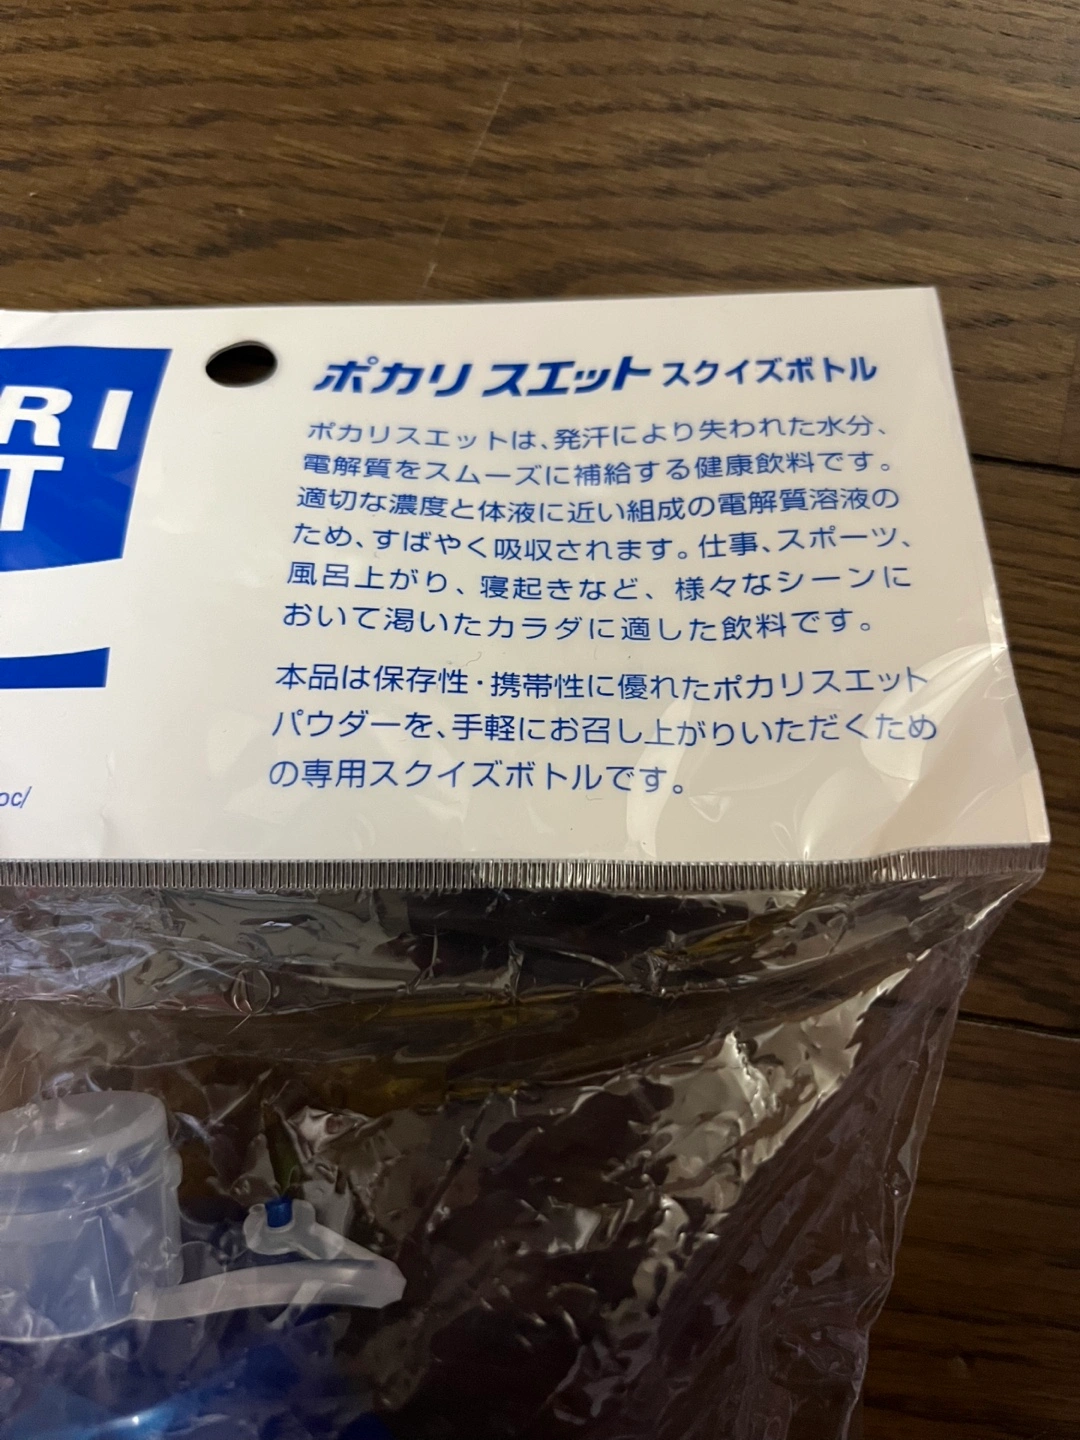 RI
T
oc/
ポカリスエット スクイズボトル
ポカリスエットは、発汗により失われた水分、
電解質をスムーズに補給する健康飲料です。
適切な濃度と体液に近い組成の電解質溶液の
ため、すばやく吸収されます。仕事、スポーツ、
風呂上がり、寝起きなど、様々なシーンに
おいて渇いたカラダに適した飲料です。
本品は保存性・携帯性に優れたポカリスエット
パウダーを、手軽にお召し上がりいただくため
の専用スクイズボトルです。